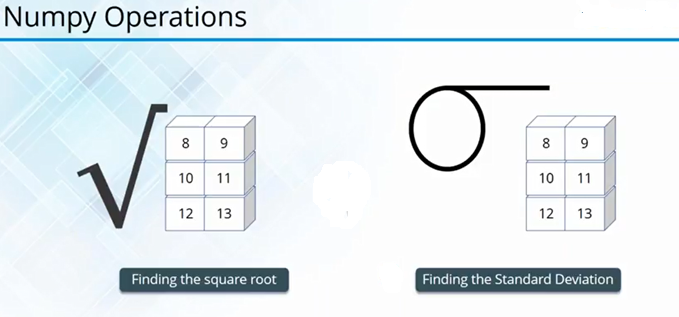 Numpy Operations
√
8 9
10 11
12 13
Finding the square root
σ
8 9
10 11
12 13
Finding the Standard Deviation